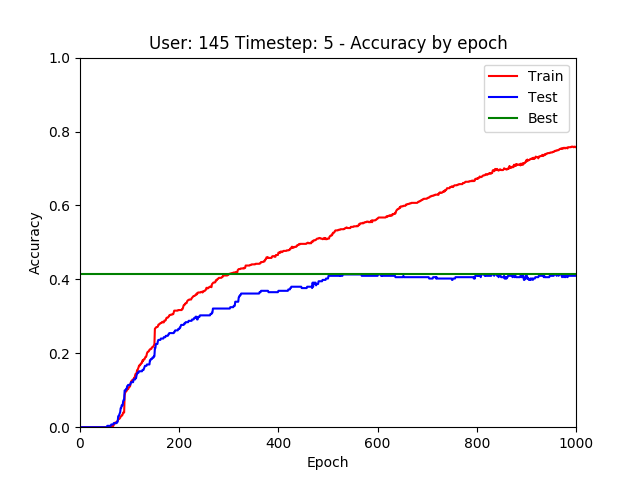 User: 145 Timestep: 5 - Accuracy by epoch
1.0
Train
Test
Best
0.8
0.6
Accuracy
0.4
0.2
0.0
0 200 400 600 800 1000
Epoch